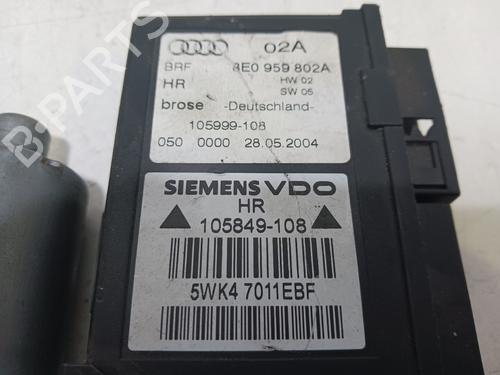 02A
BRF 8E0 959 802A
HR HW 02
SW 05
brose -Deutschland-
105999-108
050 0000 28.05.2004
SIEMENS VDO
HR
105849-108
5WK4 7011EBF
B-PARTS